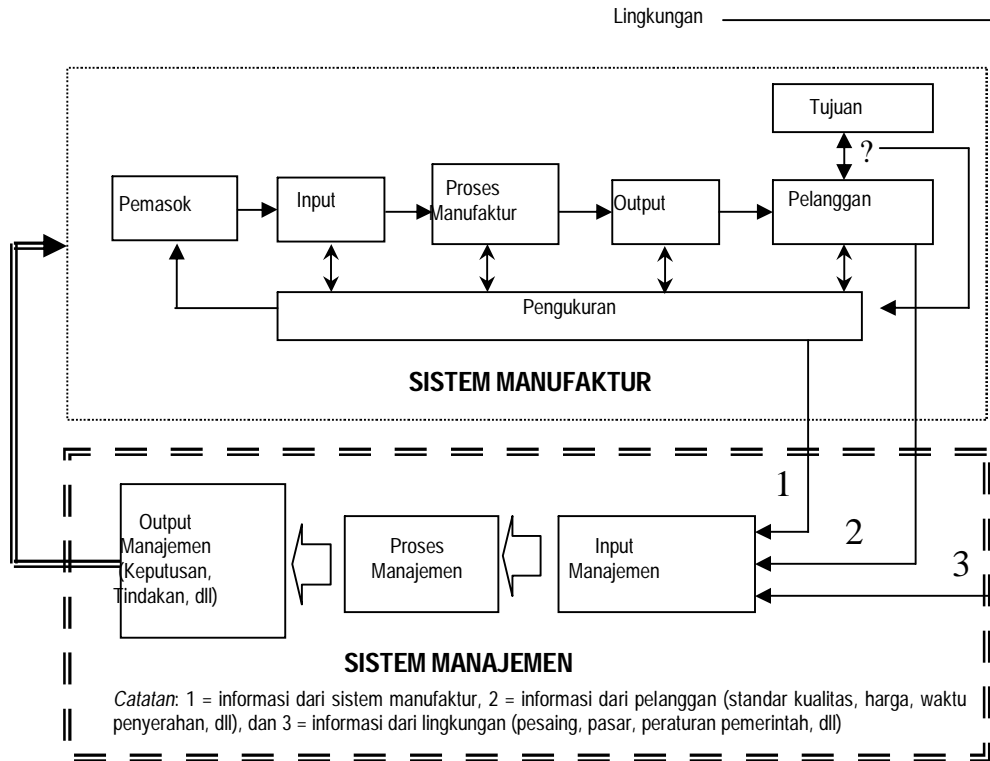 Lingkungan
Tujuan
?
Pemasok
Input
Proses
Manufaktur
Output
Pelanggan
Pengukuran
SISTEM MANUFAKTUR
1
2
3
Output
Manajemen
(Keputusan,
Tindakan, dll)
Proses
Manajemen
Input
Manajemen
SISTEM MANAJEMEN
Catatan: 1 = informasi dari sistem manufaktur, 2 = informasi dari pelanggan (standar kualitas, harga, waktu
penyerahan, dll), dan 3 = informasi dari lingkungan (pesaing, pasar, peraturan pemerintah, dll)